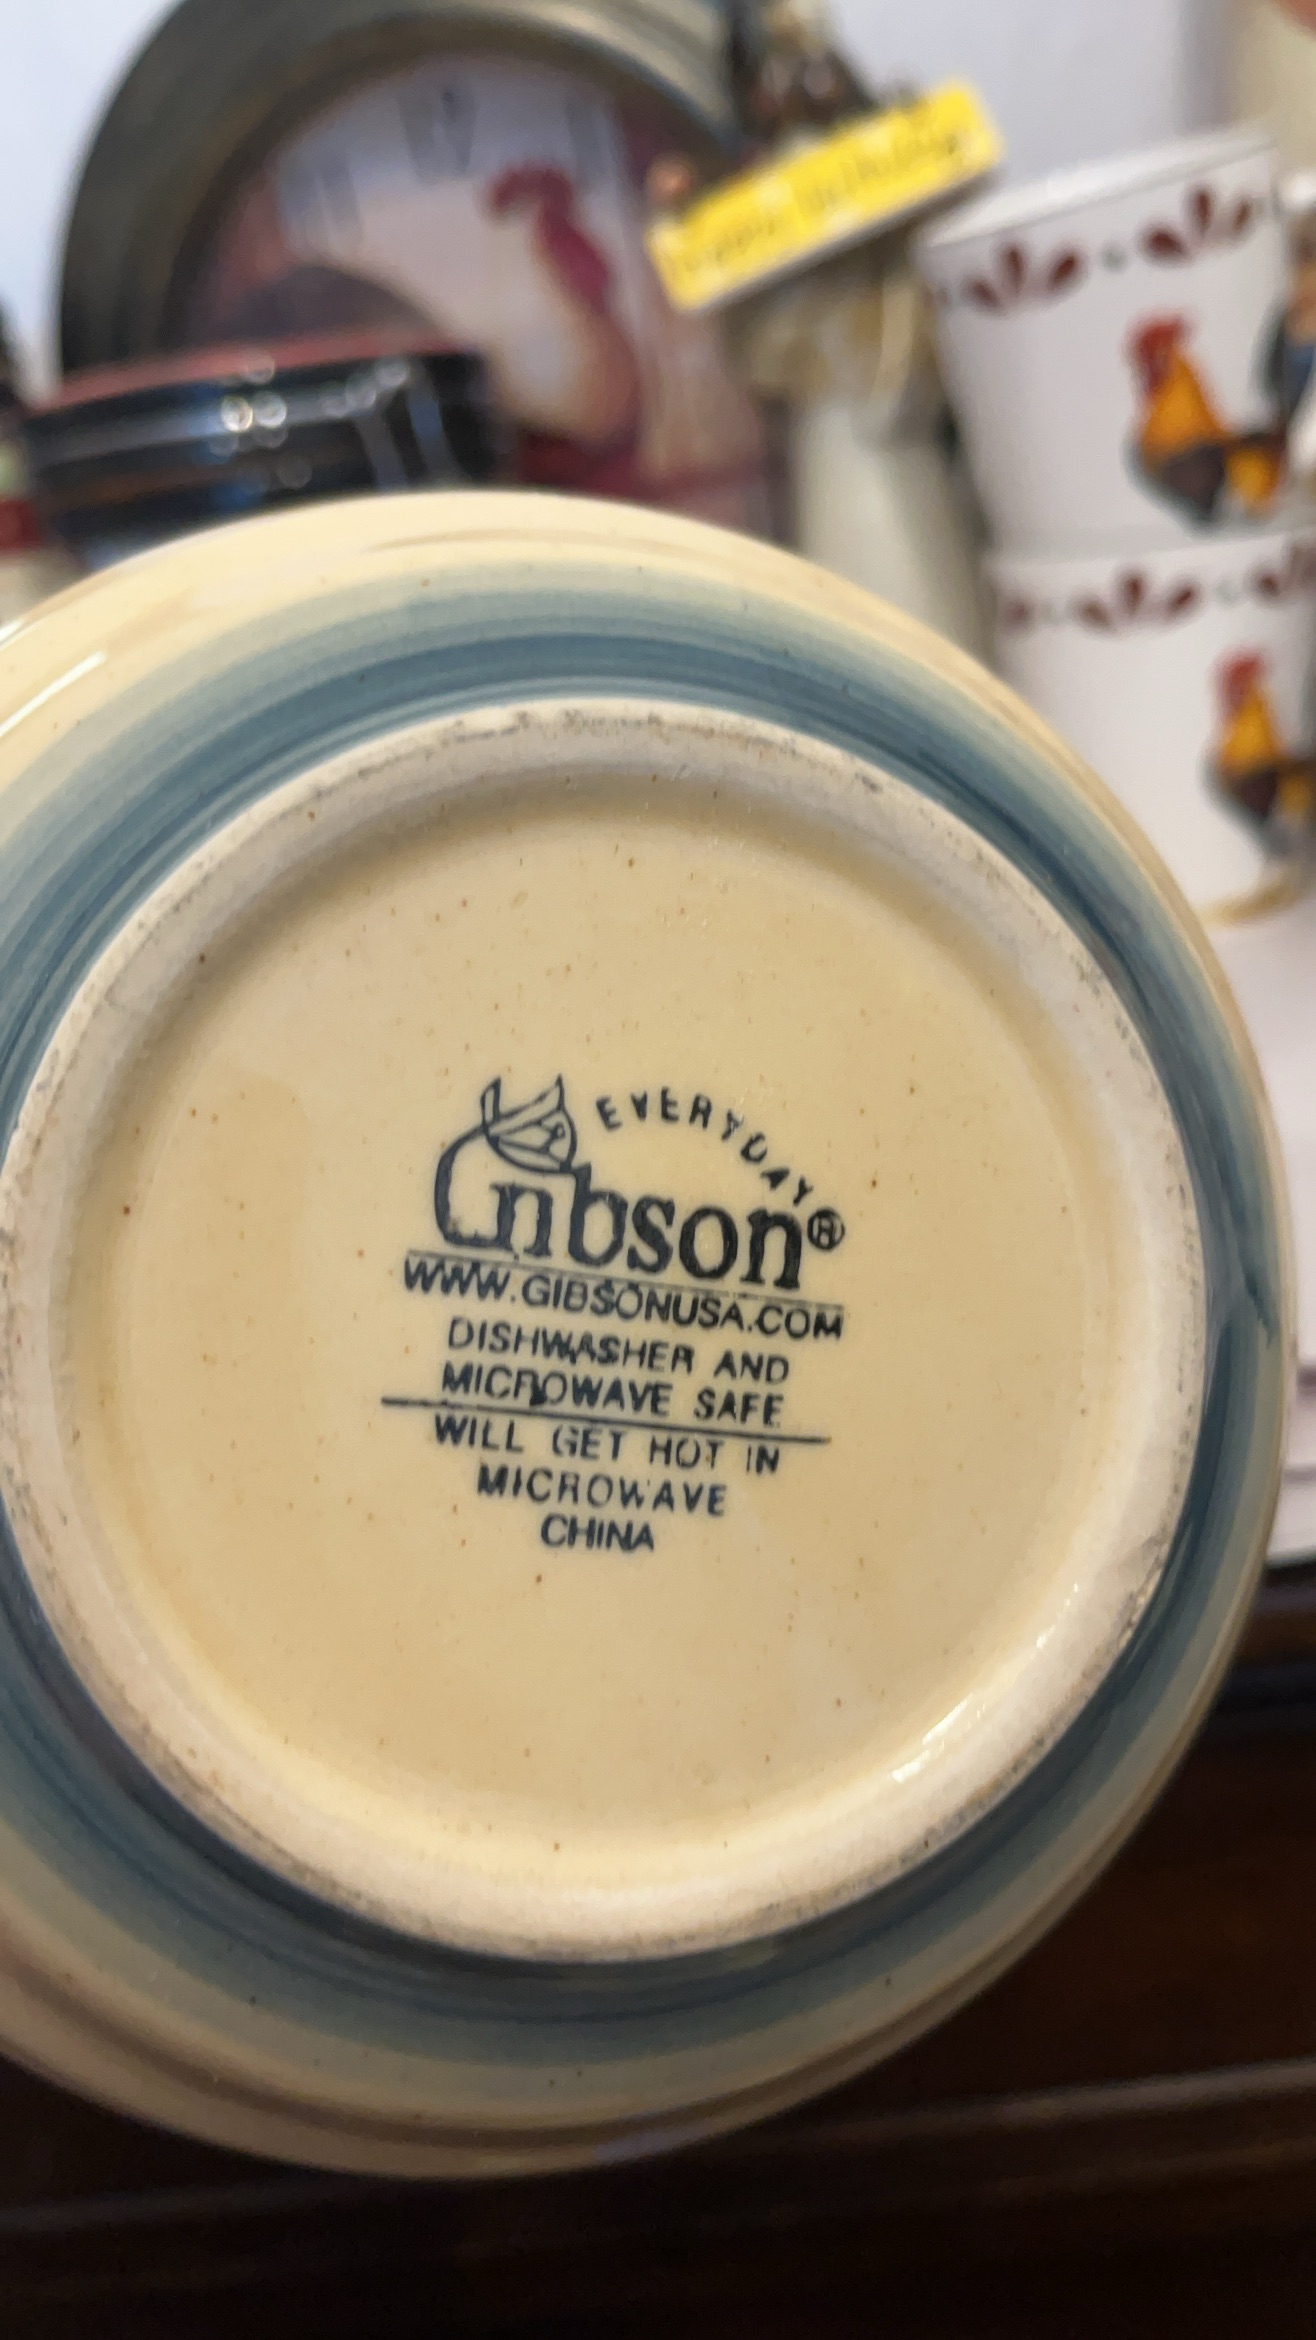 EVERYDAY
Gibson®
WWW.GIBSONUSA.COM
DISHWASHER AND
MICROWAVE SAFE
WILL GET HOT IN
MICROWAVE
CHINA